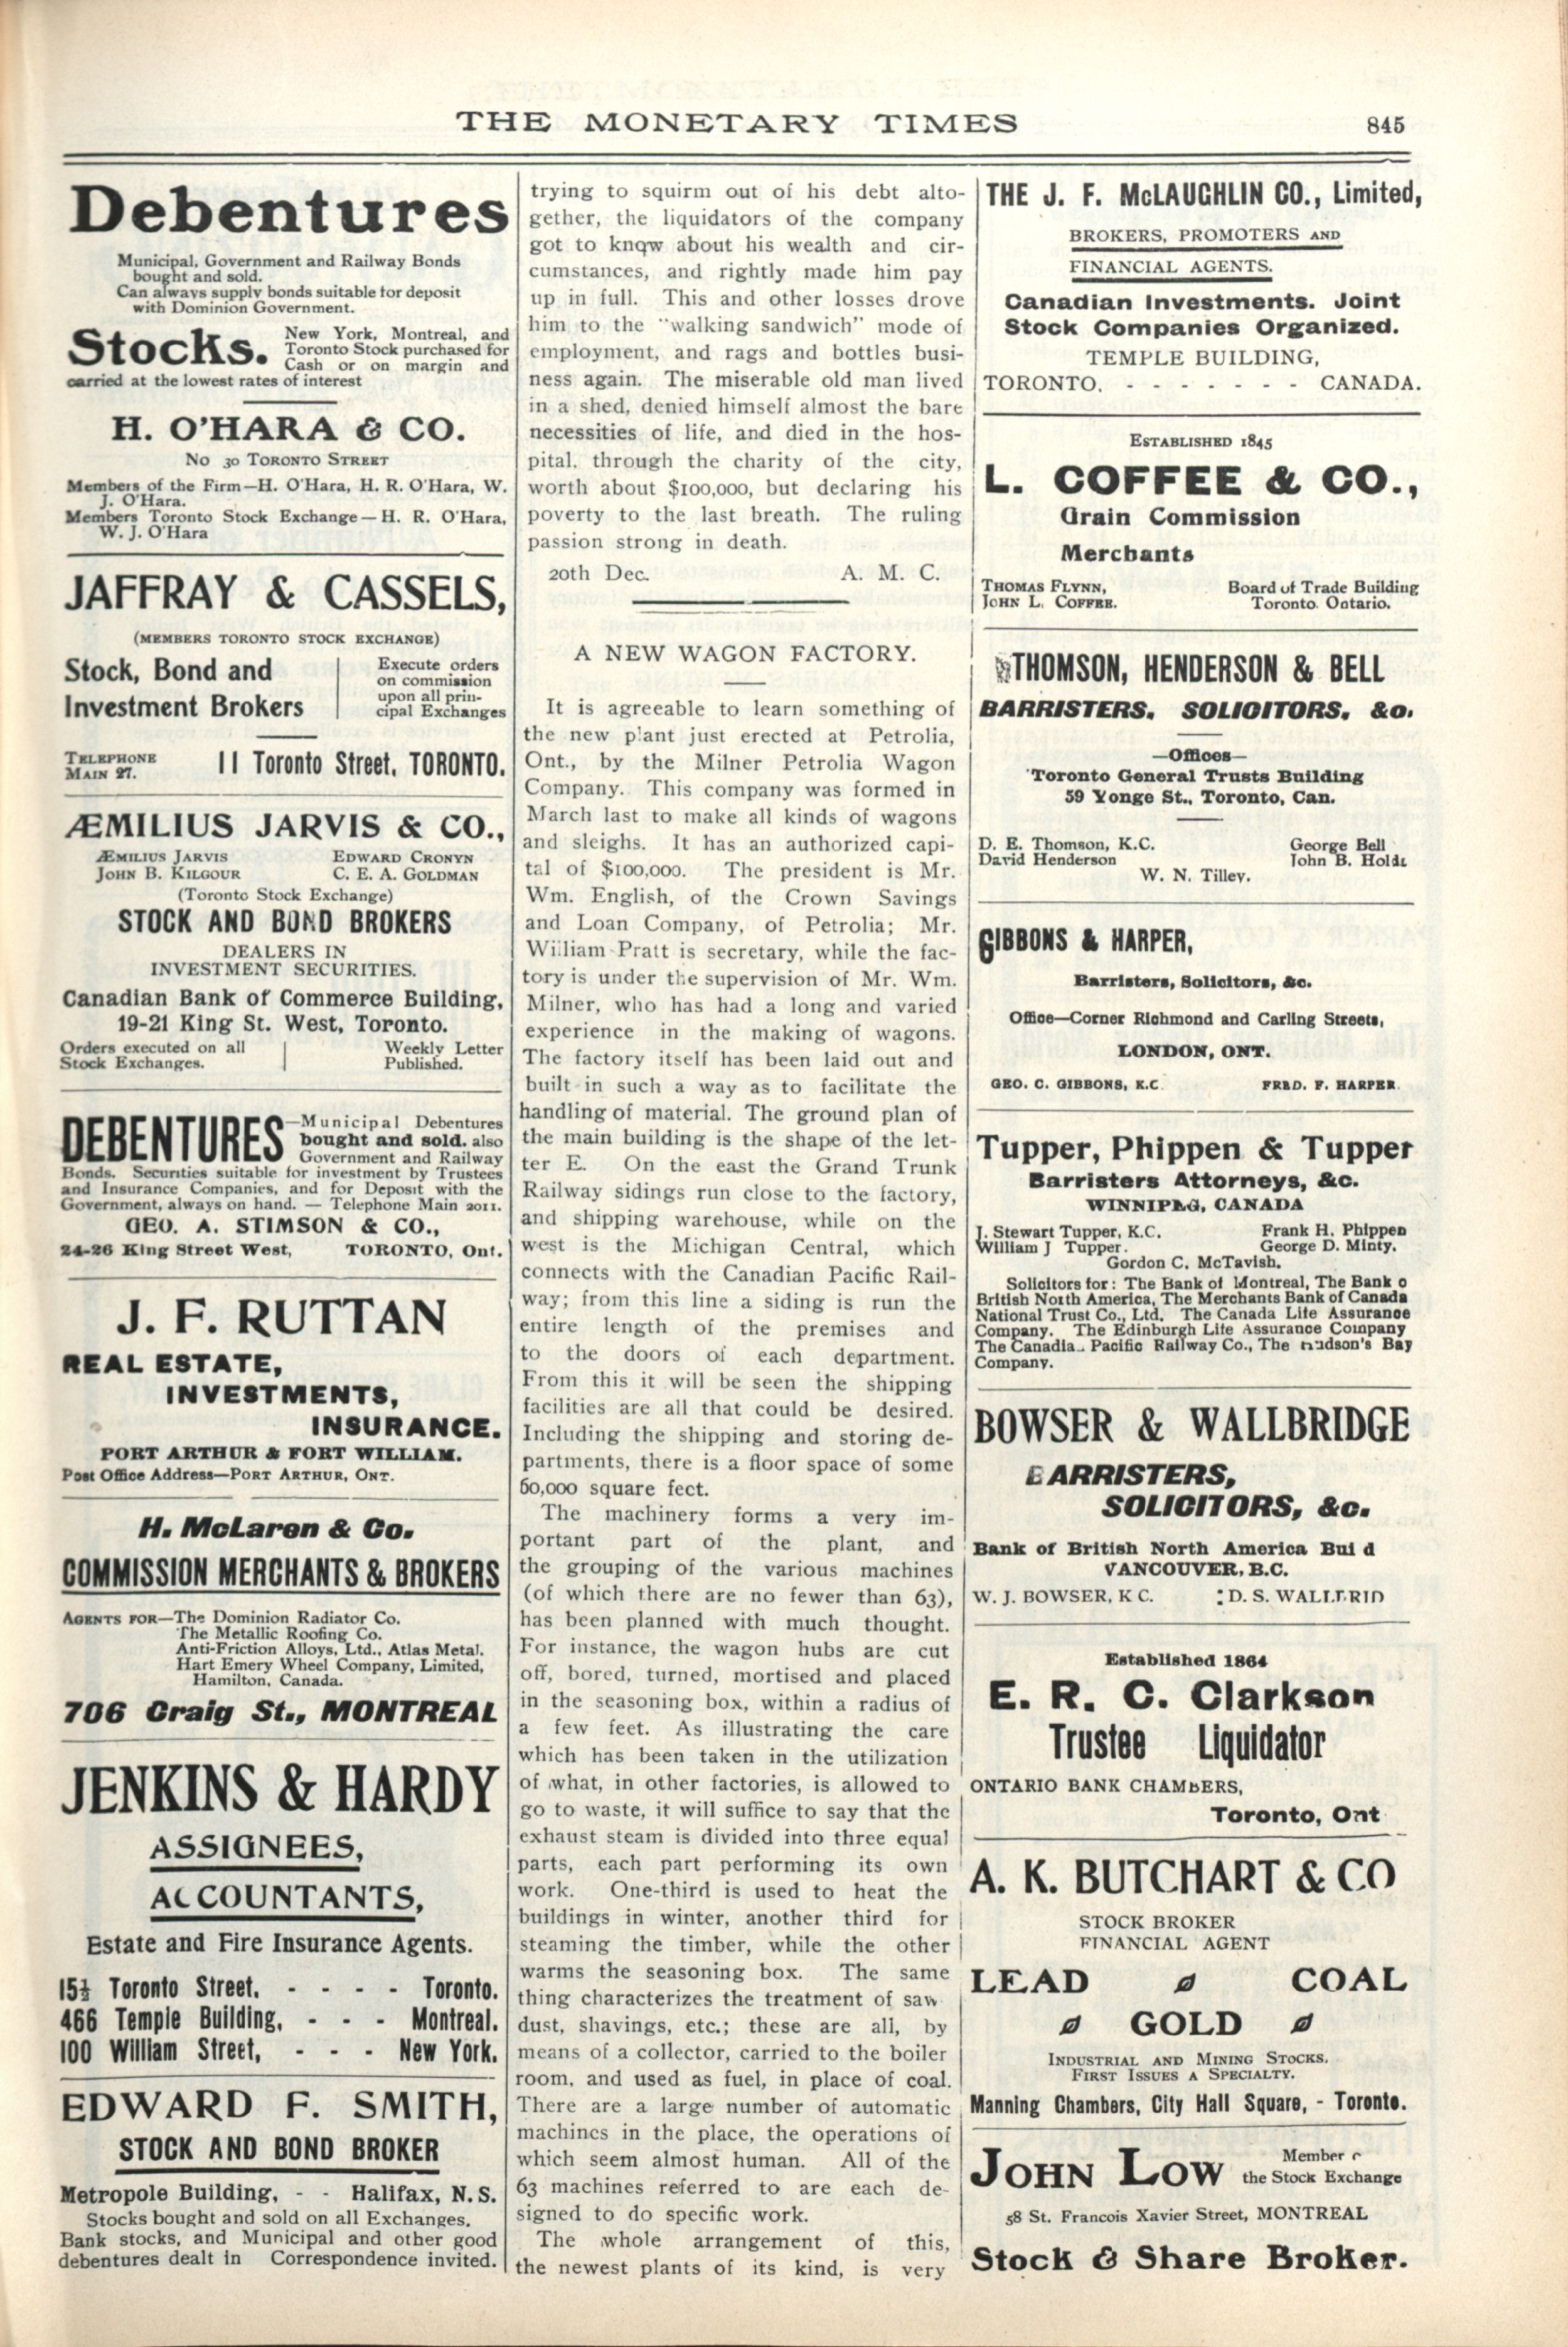 THE MONETARY TIMES
845
Debentures
Municipal, Government and Railway Bonds
bought and sold.
Can always supply bonds suitable for deposit
with Dominion Government.
Stocks.
New York, Montreal, and
Toronto Stock purchased for
Cash or on margin and
carried at the lowest rates of interest
H. O'HARA & CO.
No 30 TORONTO STREET
Members of the Firm—H. O'Hara, H. R. O'Hara, W.
J. O'Hara.
Members Toronto Stock Exchange—H. R. O'Hara,
W. J. O'Hara
JAFFRAY & CASSELS,
(MEMBERS TORONTO STOCK EXCHANGE)
Stock, Bond and
Investment Brokers
Execute orders
on commission
upon all prin-
cipal Exchanges
TELEPHONE
MAIN 27.
11 Toronto Street, TORONTO.
ÆMILIUS JARVIS & CO.,
ÆMILIUS JARVIS EDWARD CRONYN
JOHN B. KILGOUR C. E. A. GOLDMAN
(Toronto Stock Exchange)
STOCK AND BOND BROKERS
DEALERS IN
INVESTMENT SECURITIES.
Canadian Bank of Commerce Building,
19-21 King St. West, Toronto.
Orders executed on all
Stock Exchanges.
Weekly Letter
Published.
DEBENTURES
—Municipal Debentures
bought and sold, also
Government and Railway
Bonds. Securities suitable for investment by Trustees
and Insurance Companies, and for Deposit with the
Government, always on hand. — Telephone Main 2011.
GEO. A. STIMSON & CO.,
24-26 King Street West, TORONTO, Ont.
J. F. RUTTAN
REAL ESTATE,
INVESTMENTS,
INSURANCE.
PORT ARTHUR & FORT WILLIAM.
Post Office Address—PORT ARTHUR, ONT.
H. McLaren & Co.
COMMISSION MERCHANTS & BROKERS
AGENTS FOR—The Dominion Radiator Co.
The Metallic Roofing Co.
Anti-Friction Alloys, Ltd., Atlas Metal.
Hart Emery Wheel Company, Limited,
Hamilton, Canada.
706 Craig St., MONTREAL
JENKINS & HARDY
ASSIGNEES,
ACCOUNTANTS,
Estate and Fire Insurance Agents.
15½ Toronto Street, - - - - Toronto.
466 Temple Building, - - - Montreal.
100 William Street, - - - New York.
EDWARD F. SMITH,
STOCK AND BOND BROKER
Metropole Building, - - Halifax, N.S.
Stocks bought and sold on all Exchanges.
Bank stocks, and Municipal and other good
debentures dealt in Correspondence invited.
trying to squirm out of his debt alto-
gether, the liquidators of the company
got to know about his wealth and cir-
cumstances, and rightly made him pay
up in full. This and other losses drove
him to the "walking sandwich" mode of
employment, and rags and bottles busi-
ness again. The miserable old man lived
in a shed, denied himself almost the bare
necessities of life, and died in the hos-
pital, through the charity of the city,
worth about $100,000, but declaring his
poverty to the last breath. The ruling
passion strong in death.
20th Dec. A. M. C.
A NEW WAGON FACTORY.
It is agreeable to learn something of
the new plant just erected at Petrolia,
Ont., by the Milner Petrolia Wagon
Company. This company was formed in
March last to make all kinds of wagons
and sleighs. It has an authorized capi-
tal of $100,000. The president is Mr.
Wm. English, of the Crown Savings
and Loan Company, of Petrolia; Mr.
William Pratt is secretary, while the fac-
tory is under the supervision of Mr. Wm.
Milner, who has had a long and varied
experience in the making of wagons.
The factory itself has been laid out and
built in such a way as to facilitate the
handling of material. The ground plan of
the main building is the shape of the let-
ter E. On the east the Grand Trunk
Railway sidings run close to the factory,
and shipping warehouse, while on the
west is the Michigan Central, which
connects with the Canadian Pacific Rail-
way; from this line a siding is run the
entire length of the premises and
to the doors of each department.
From this it will be seen the shipping
facilities are all that could be desired.
Including the shipping and storing de-
partments, there is a floor space of some
60,000 square feet.
The machinery forms a very im-
portant part of the plant, and
the grouping of the various machines
(of which there are no fewer than 63),
has been planned with much thought.
For instance, the wagon hubs are cut
off, bored, turned, mortised and placed
in the seasoning box, within a radius of
a few feet. As illustrating the care
which has been taken in the utilization
of what, in other factories, is allowed to
go to waste, it will suffice to say that the
exhaust steam is divided into three equal
parts, each part performing its own
work. One-third is used to heat the
buildings in winter, another third for
steaming the timber, while the other
warms the seasoning box. The same
thing characterizes the treatment of saw
dust, shavings, etc.; these are all, by
means of a collector, carried to the boiler
room, and used as fuel, in place of coal.
There are a large number of automatic
machines in the place, the operations of
which seem almost human. All of the
63 machines referred to are each de-
signed to do specific work.
The whole arrangement of this,
the newest plants of its kind, is very
THE J. F. McLAUGHLIN CO., Limited,
BROKERS, PROMOTERS AND
FINANCIAL AGENTS.
Canadian Investments. Joint
Stock Companies Organized.
TEMPLE BUILDING,
TORONTO, - - - - - - - CANADA.
ESTABLISHED 1845
L. COFFEE & CO.,
Grain Commission
Merchants
THOMAS FLYNN,
JOHN L. COFFEE.
Board of Trade Building
Toronto, Ontario.
THOMSON, HENDERSON & BELL
BARRISTERS, SOLICITORS, &c.
—Offices—
Toronto General Trusts Building
59 Yonge St., Toronto, Can.
D. E. Thomson, K.C. George Bell
David Henderson John B. Holde
W. N. Tilley.
GIBBONS & HARPER,
Barristers, Solicitors, &c.
Office—Corner Richmond and Carling Streets,
LONDON, ONT.
GEO. C. GIBBONS, K.C. FRED. F. HARPER.
Tupper, Phippen & Tupper
Barristers Attorneys, &c.
WINNIPEG, CANADA
J. Stewart Tupper, K.C. Frank H. Phippen
William J Tupper. George D. Minty.
Gordon C. McTavish.
Solicitors for: The Bank of Montreal, The Bank o
British North America, The Merchants Bank of Canada
National Trust Co., Ltd. The Canada Life Assurance
Company. The Edinburgh Life Assurance Company
The Canadia Pacific Railway Co., The Hudson's Bay
Company.
BOWSER & WALLBRIDGE
BARRISTERS,
SOLICITORS, &c.
Bank of British North America Bui d
VANCOUVER, B.C.
W. J. BOWSER, K C. D. S. WALLBRID
Established 1864
E. R. C. Clarkson
Trustee Liquidator
ONTARIO BANK CHAMBERS,
Toronto, Ont
A. K. BUTCHART & CO
STOCK BROKER
FINANCIAL AGENT
LEAD COAL
GOLD
INDUSTRIAL AND MINING STOCKS.
FIRST ISSUES A SPECIALTY.
Manning Chambers, City Hall Square, - Toronto.
JOHN LOW
Member
the Stock Exchange
58 St. Francois Xavier Street, MONTREAL
Stock & Share Broker.